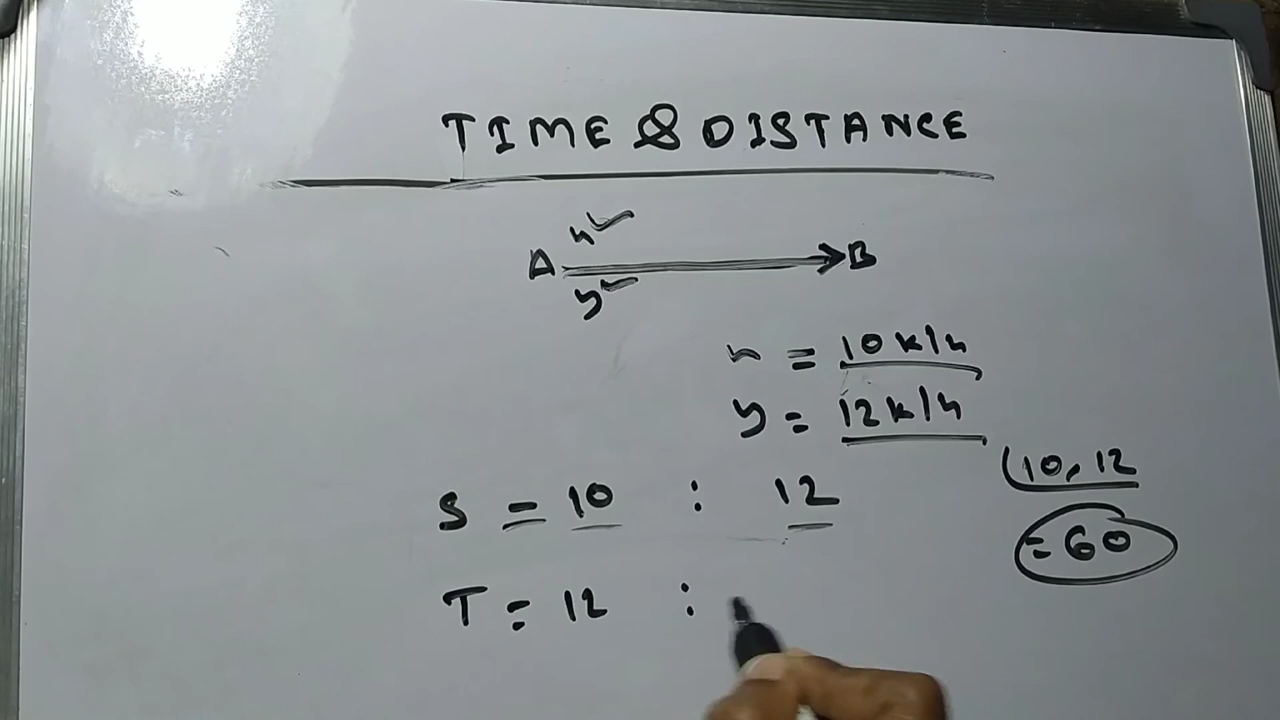 TIME & DISTANCE
A x B
y
x = 10 k/h
y = 12 k/h
10, 12
= 60
S = 10 : 12
T = 12 :